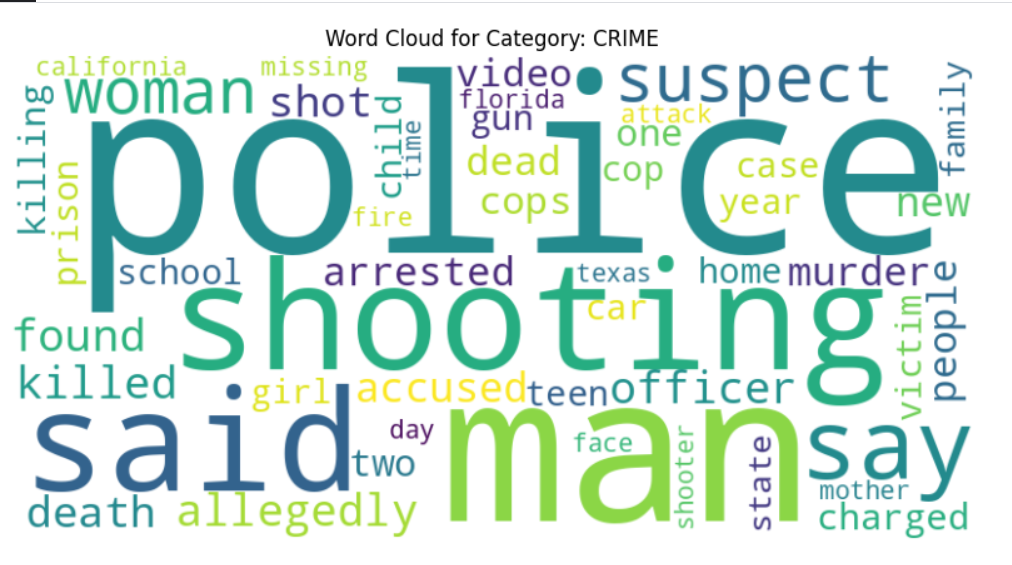 Word Cloud for Category: CRIME
california
missing
video
suspect
woman
shot
florida
gun
attack
one
family
killing
child
time
police
dead
cop
case
prison
cops
year
new
fire
school
arrested
texas
home
murder
shooting
car
people
victim
found
killed
girl
accused
teen
officer
said
day
man
say
two
face
shooter
state
mother
death
allegedly
charged